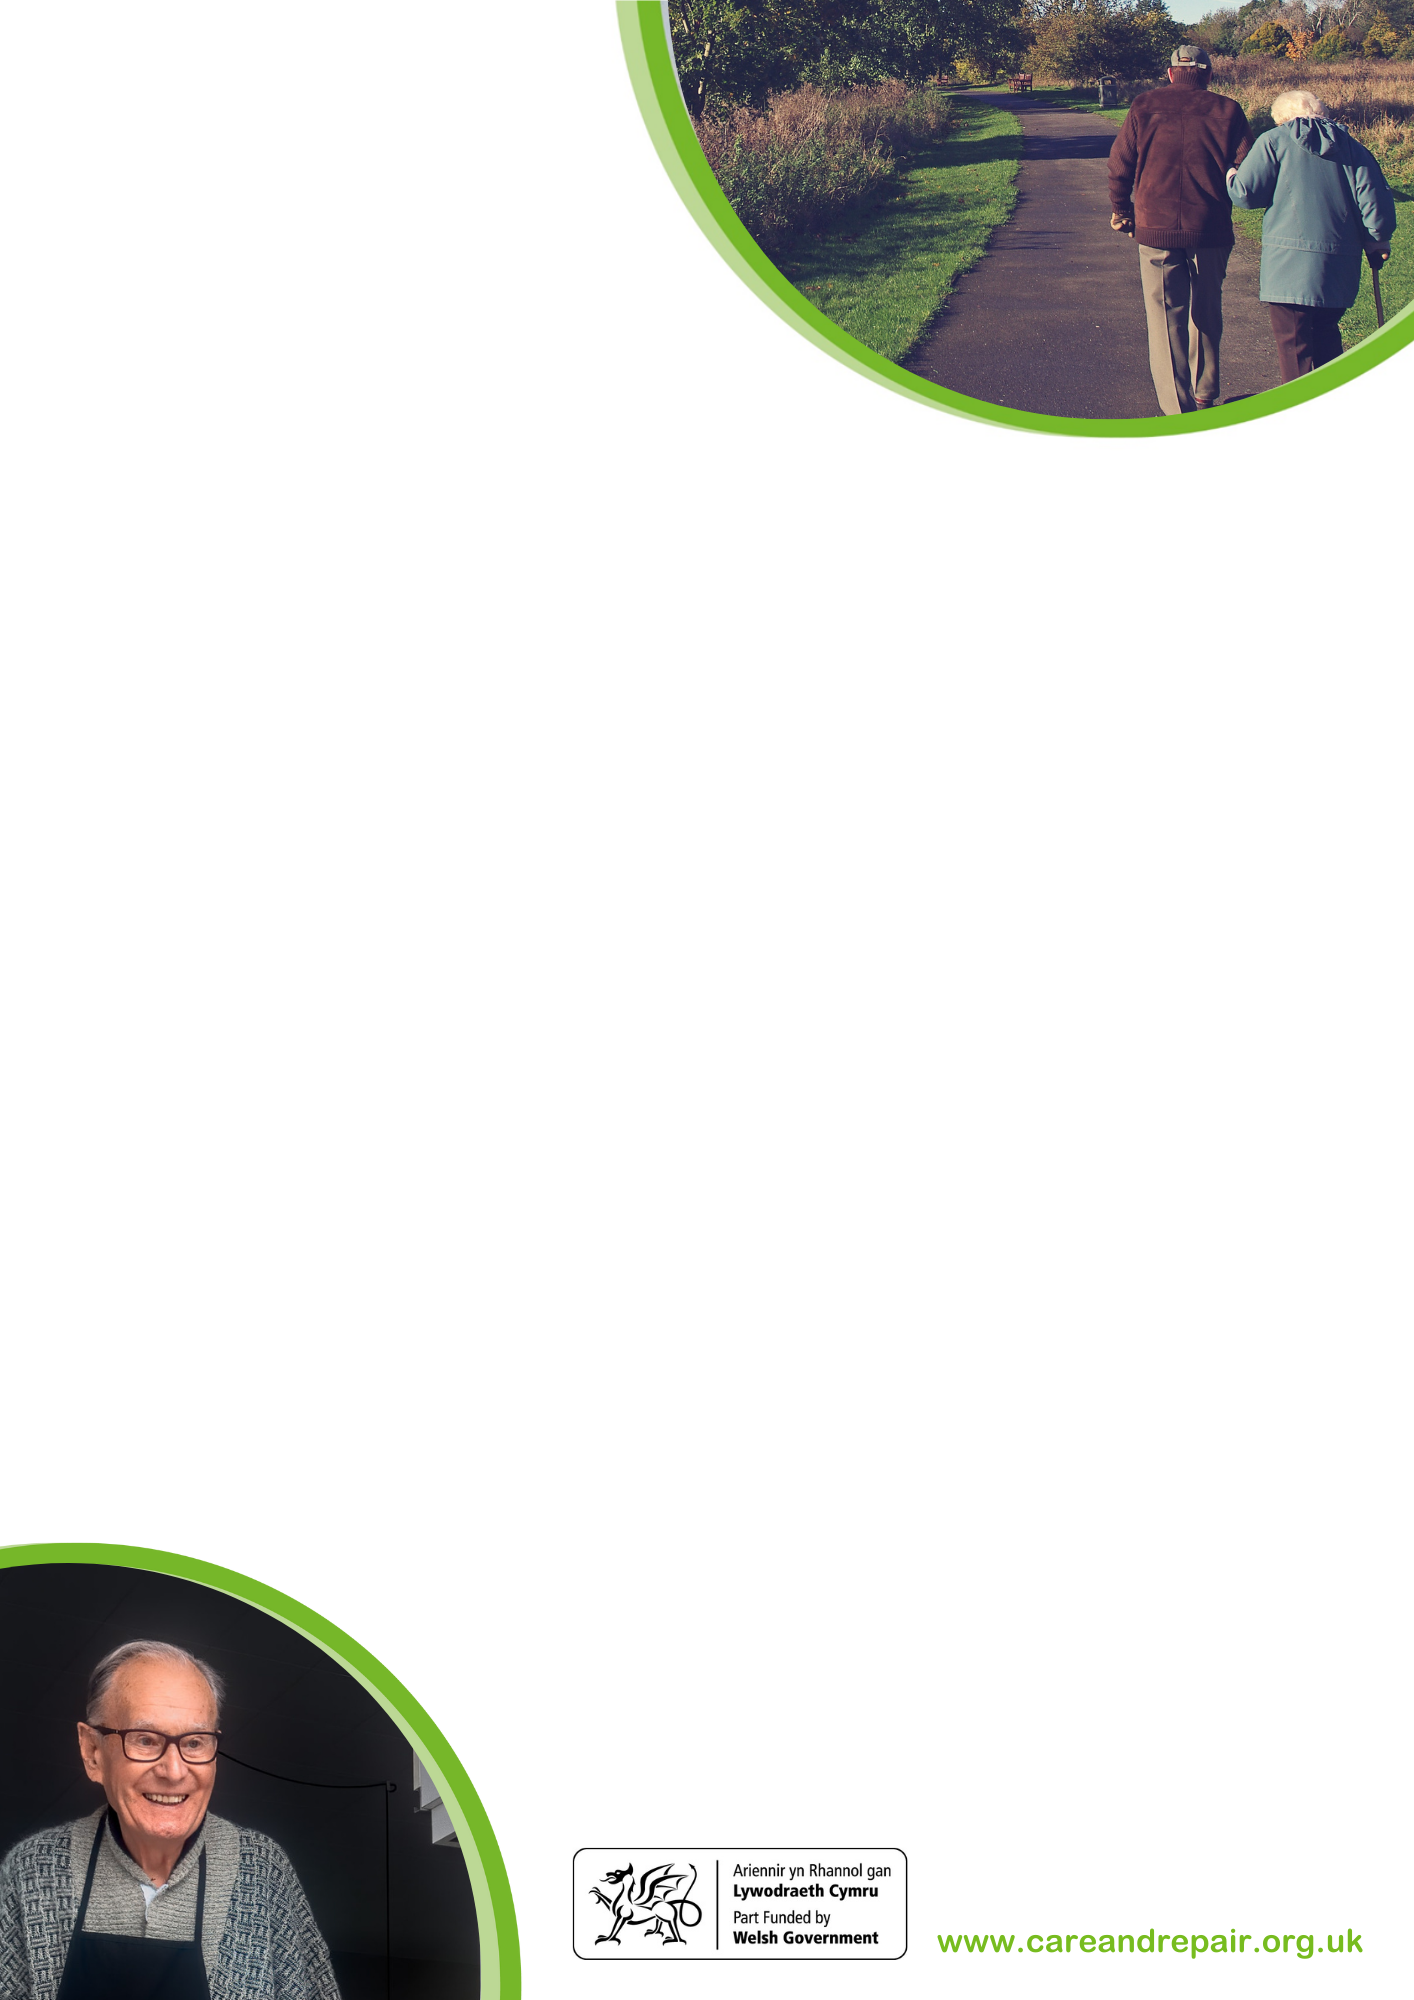 Ariennir yn Rhannol gan
Lywodraeth Cymru
Part Funded by
Welsh Government
www.careandrepair.org.uk